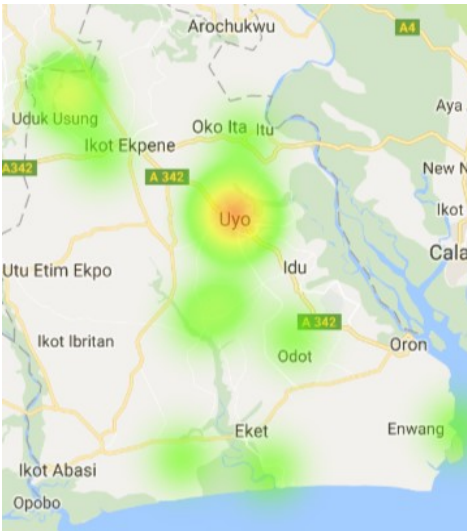 Arochukwu
A4
Aya
Uduk Usung
Oko Ita
Itu
Ikot Ekpene
A342
A 342
New N
Uyo
Ikot
Cala
Utu Etim Ekpo
Idu
A 342
Ikot Ibritan
Odot
Oron
Eket
Enwang
Ikot Abasi
Opobo